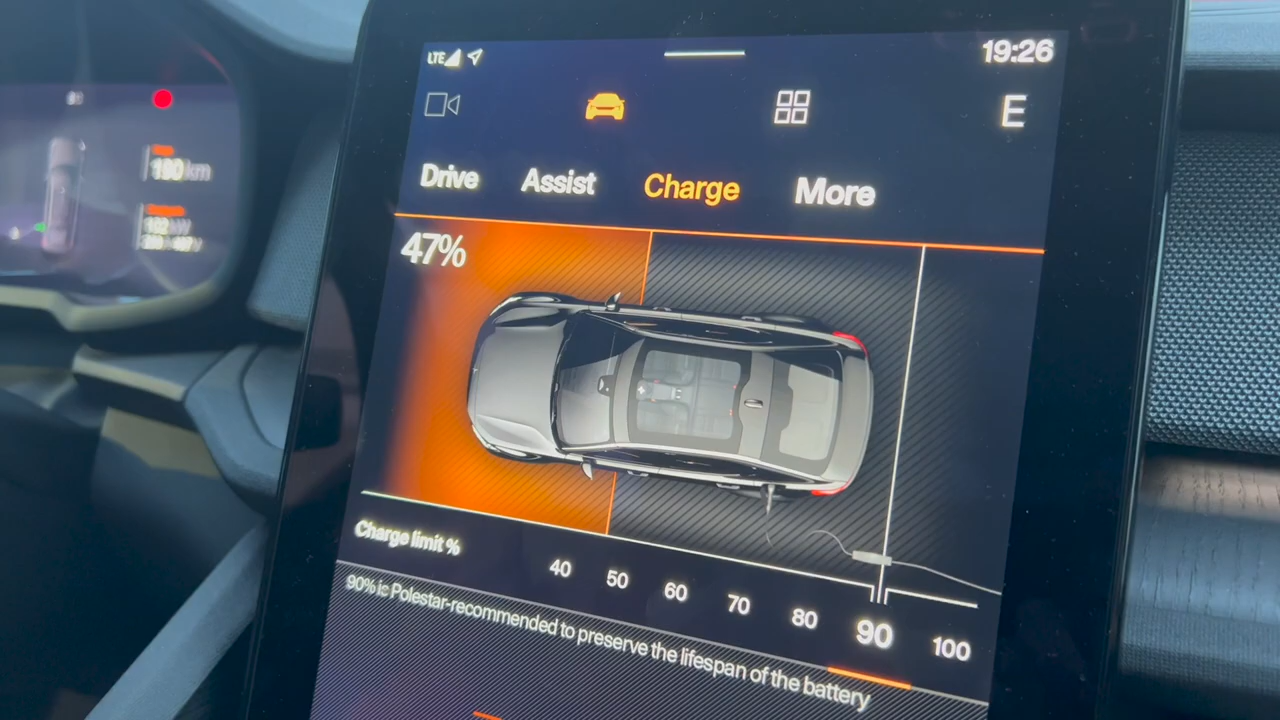 LTE
19:26
E
Drive Assist Charge More
47%
Charge limit %
40 50 60 70 80 90 100
90% is Polestar-recommended to preserve the lifespan of the battery
km